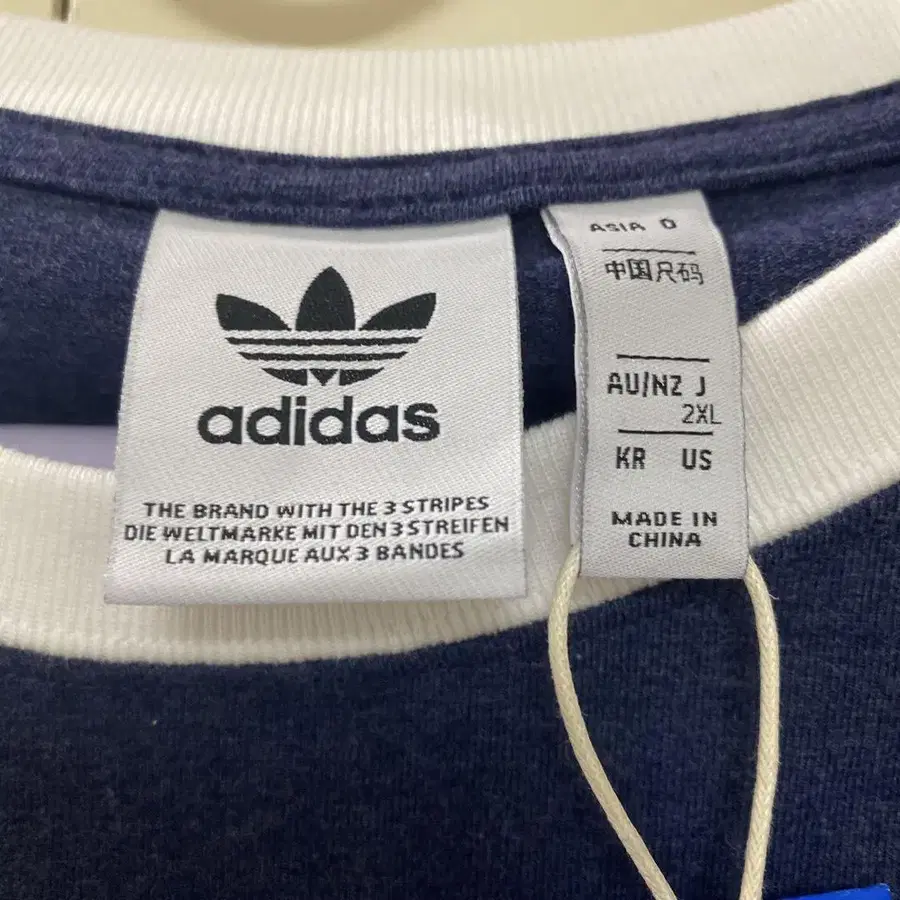 adidas
THE BRAND WITH THE 3 STRIPES
DIE WELTMARKE MIT DEN 3 STREIFEN
LA MARQUE AUX 3 BANDES
ASIA O
中国尺码
AU/NZ J
2XL
KR US
MADE IN
CHINA